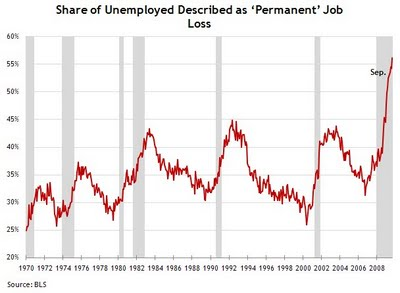 Share of Unemployed Described as ‘Permanent’ Job
Loss
60%
55%
Sep.
50%
45%
40%
35%
30%
25%
20%
1970 1972 1974 1976 1978 1980 1982 1984 1986 1988 1990 1992 1994 1996 1998 2000 2002 2004 2006 2008
Source: BLS